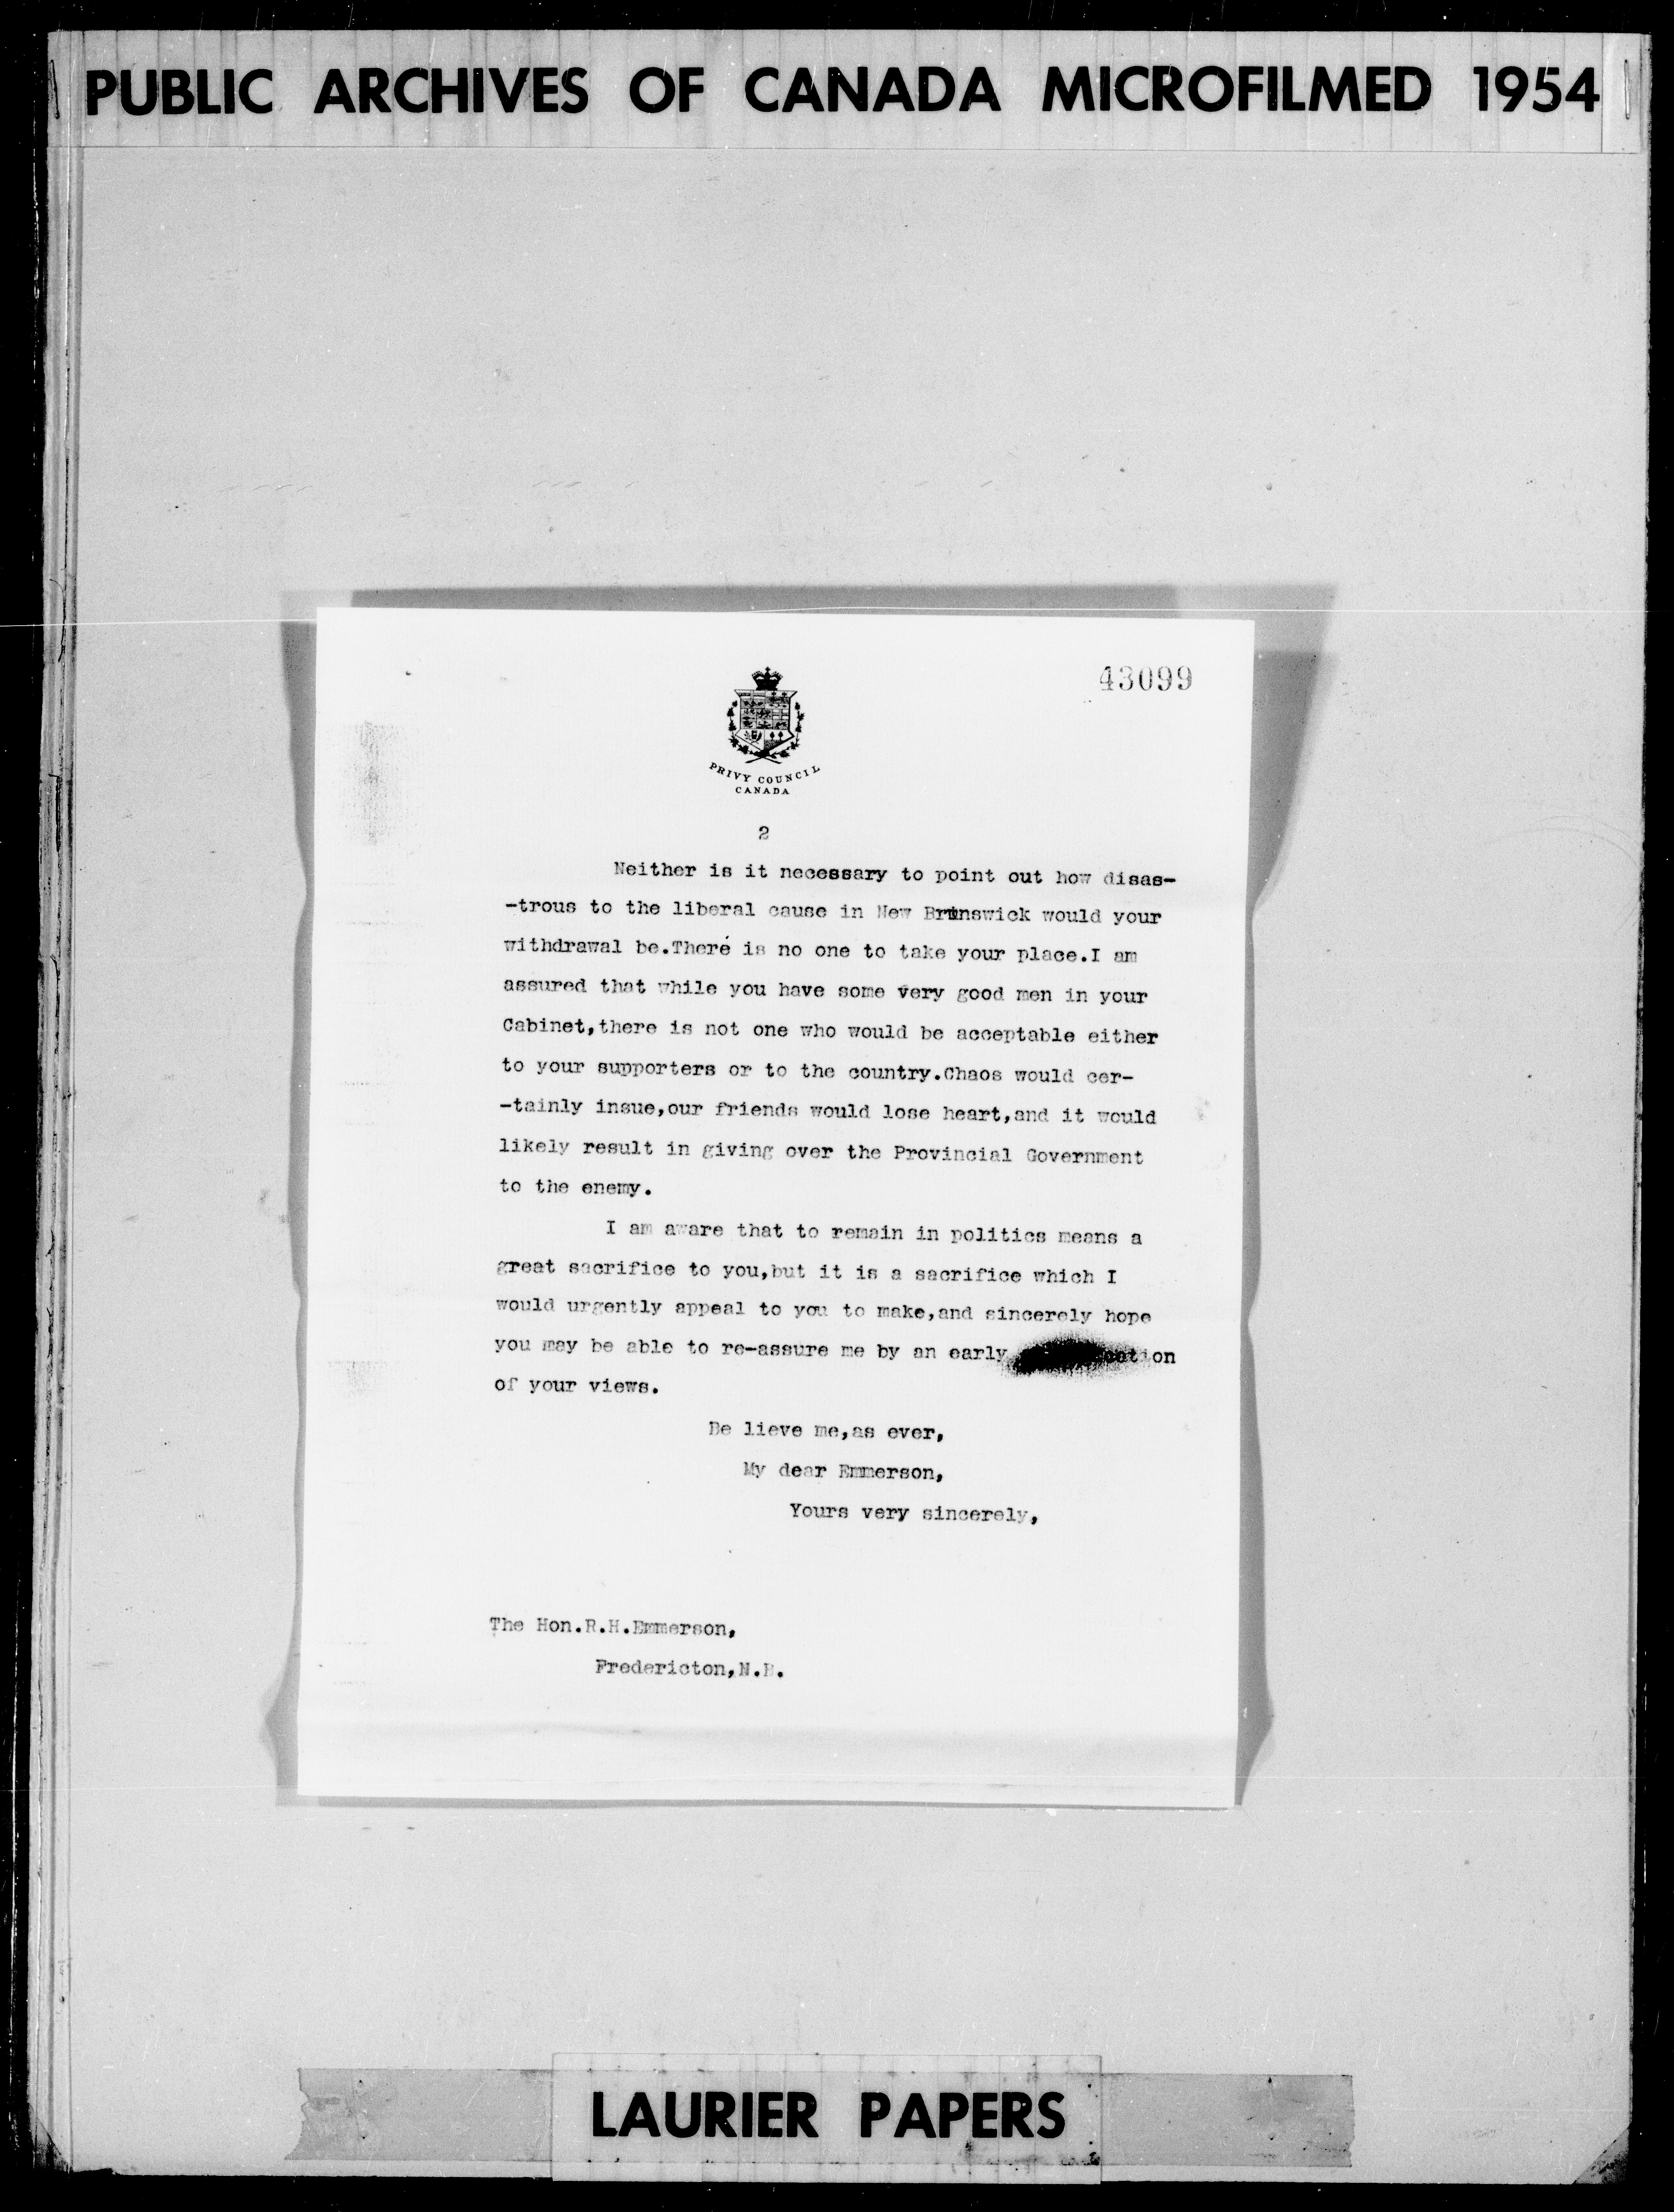 PUBLIC ARCHIVES OF CANADA MICROFILMED 1954
43099
PRIVY COUNCIL
CANADA
2
Neither is it necessary to point out how disas-
-trous to the liberal cause in New Brunswick would your
withdrawal be.There is no one to take your place.I am
assured that while you have some very good men in your
Cabinet,there is not one who would be acceptable either
to your supporters or to the country.Chaos would cer-
-tainly insue,our friends would lose heart,and it would
likely result in giving over the Provincial Government
to the enemy.
I am aware that to remain in politics means a
great sacrifice to you,but it is a sacrifice which I
would urgently appeal to you to make,and sincerely hope
you may be able to re-assure me by an early
of your views.
Be lieve me,as ever,
My dear Emmerson,
Yours very sincerely,
The Hon.R.H.Emmerson,
Fredericton,N.B.
LAURIER PAPERS